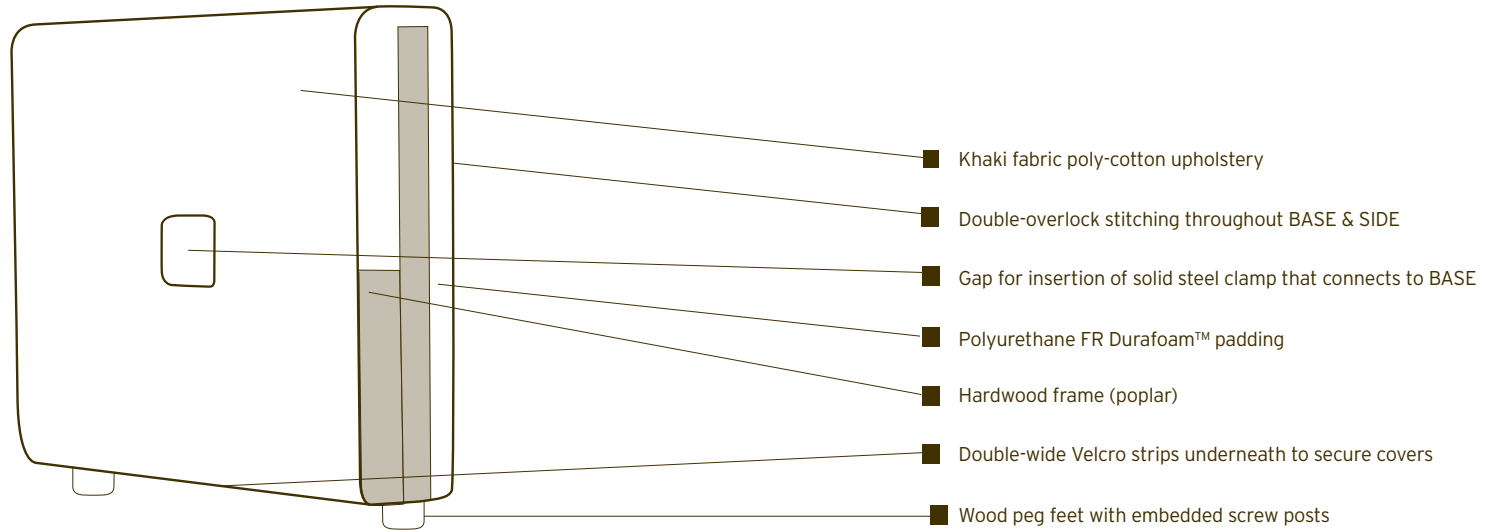 Khaki fabric poly-cotton upholstery
Double-overlock stitching throughout BASE & SIDE
Gap for insertion of solid steel clamp that connects to BASE
Polyurethane FR Durafoam™ padding
Hardwood frame (poplar)
Double-wide Velcro strips underneath to secure covers
Wood peg feet with embedded screw posts